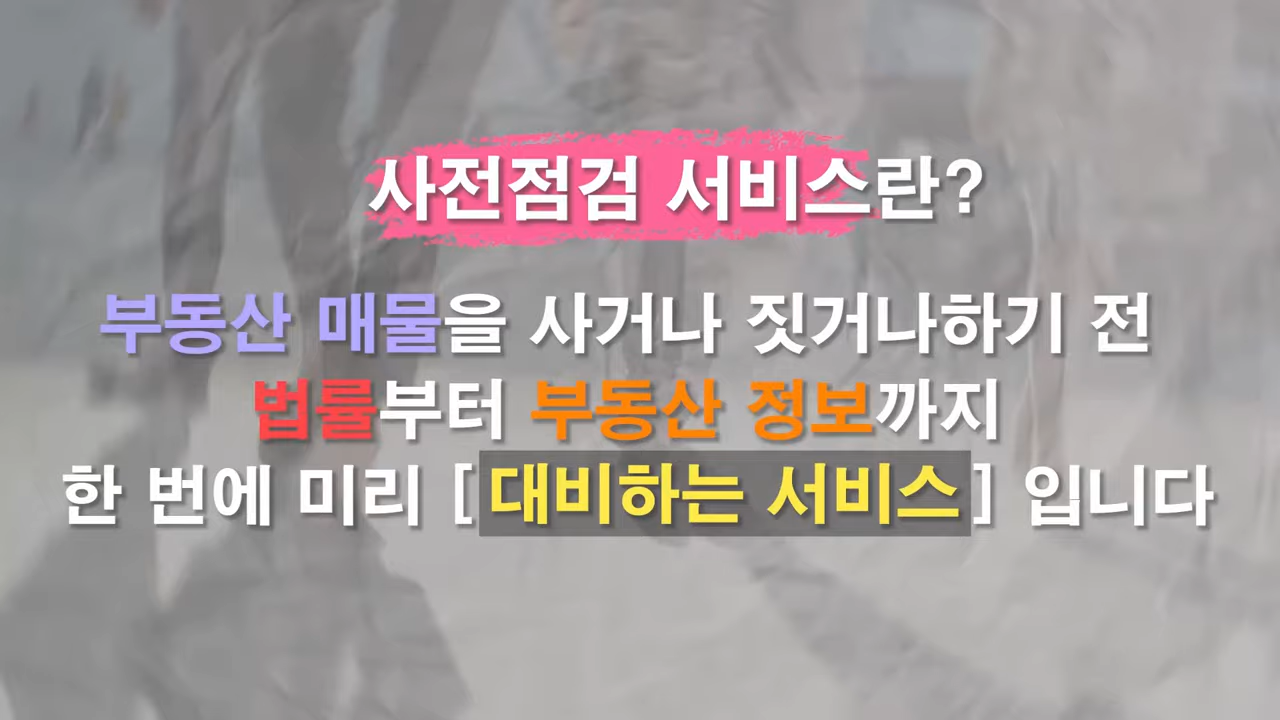 사전점검 서비스란?
부동산 매물을 사거나 짓거나하기 전
법률부터 부동산 정보까지
한 번에 미리 [대비하는 서비스] 입니다